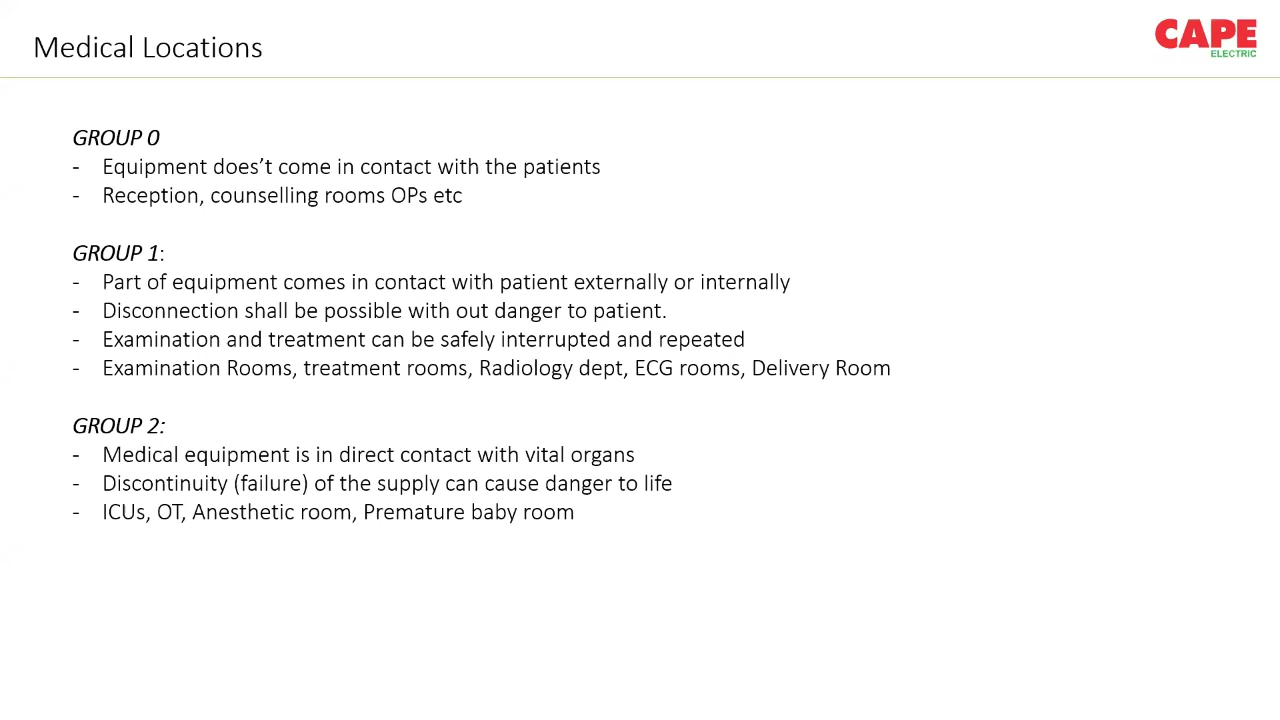 Medical Locations
CAPE
ELECTRIC
GROUP 0
- Equipment does’t come in contact with the patients
- Reception, counselling rooms OPs etc
GROUP 1:
- Part of equipment comes in contact with patient externally or internally
- Disconnection shall be possible with out danger to patient.
- Examination and treatment can be safely interrupted and repeated
- Examination Rooms, treatment rooms, Radiology dept, ECG rooms, Delivery Room
GROUP 2:
- Medical equipment is in direct contact with vital organs
- Discontinuity (failure) of the supply can cause danger to life
- ICUs, OT, Anesthetic room, Premature baby room